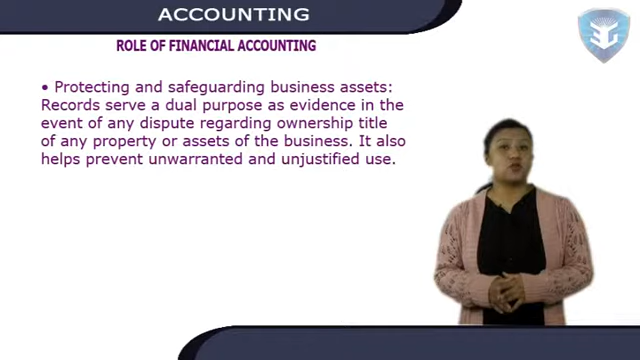 ACCOUNTING
ROLE OF FINANCIAL ACCOUNTING
• Protecting and safeguarding business assets:
Records serve a dual purpose as evidence in the
event of any dispute regarding ownership title
of any property or assets of the business. It also
helps prevent unwarranted and unjustified use.